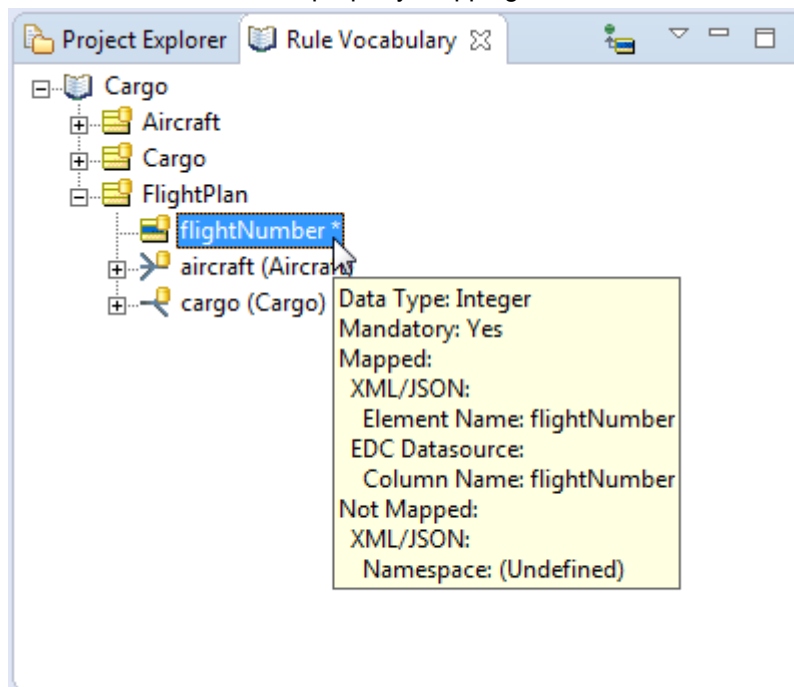 Project Explorer Rule Vocabulary
Cargo
Aircraft
Cargo
FlightPlan
flightNumber *
aircraft (Aircraft)
cargo (Cargo)
Data Type: Integer
Mandatory: Yes
Mapped:
XML/JSON:
Element Name: flightNumber
EDC Datasource:
Column Name: flightNumber
Not Mapped:
XML/JSON:
Namespace: (Undefined)